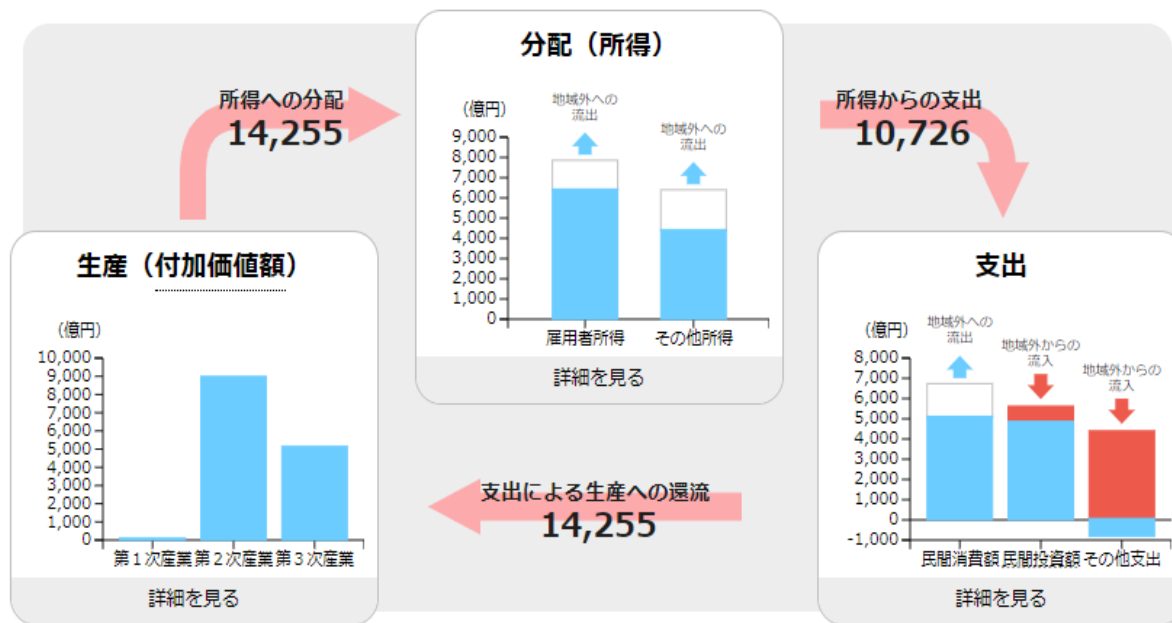 分配（所得）
所得への分配
14,255
（億円）
地域外への
流出
地域外への
流出
9,000
8,000
7,000
6,000
5,000
4,000
3,000
2,000
1,000
0
雇用者所得
その他所得
詳細を見る
所得からの支出
10,726
生産（付加価値額）
（億円）
10,000
9,000
8,000
7,000
6,000
5,000
4,000
3,000
2,000
1,000
0
第１次産業
第２次産業
第３次産業
詳細を見る
支出による生産への還流
14,255
支出
（億円）
地域外への
流出
地域外からの
流入
地域外からの
流入
8,000
7,000
6,000
5,000
4,000
3,000
2,000
1,000
0
-1,000
民間消費額
民間投資額
その他支出
詳細を見る